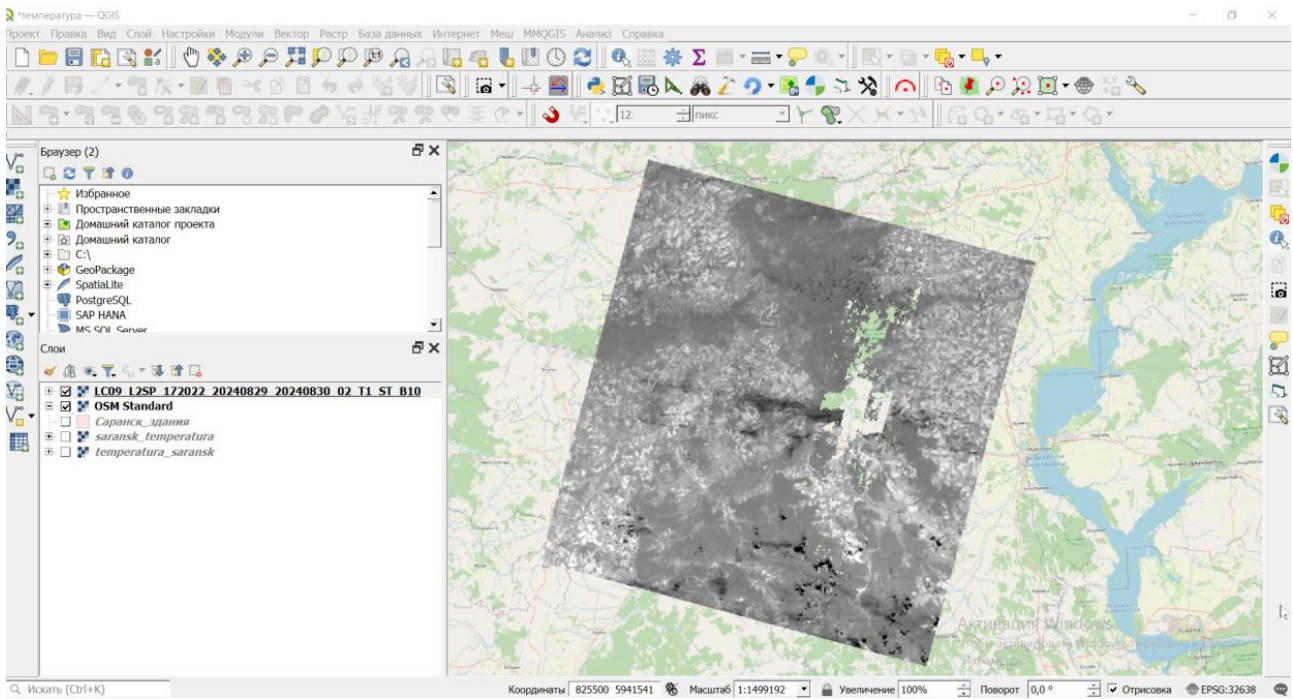 *температура — QGIS
Проект Правка Вид Слой Настройки Модули Вектор Растр База данных Интернет Меш MMQGIS Анализ Справка
12 пикс
Браузер (2)
Избранное
Пространственные закладки
Домашний каталог проекта
Домашний каталог
C:\
GeoPackage
SpatiaLite
PostgreSQL
SAP HANA
MS SQL Server
Слои
LC09_L2SP_172022_20240829_20240830_02_T1_ST_B10
OSM Standard
Саранск_здания
saransk_temperatura
temperatura_saransk
Активация Windows
Искать (Ctrl+K) Координаты 825500 5941541 Масштаб 1:1499192 Увеличение 100% Поворот 0,0 ° Отрисовка EPSG:32638